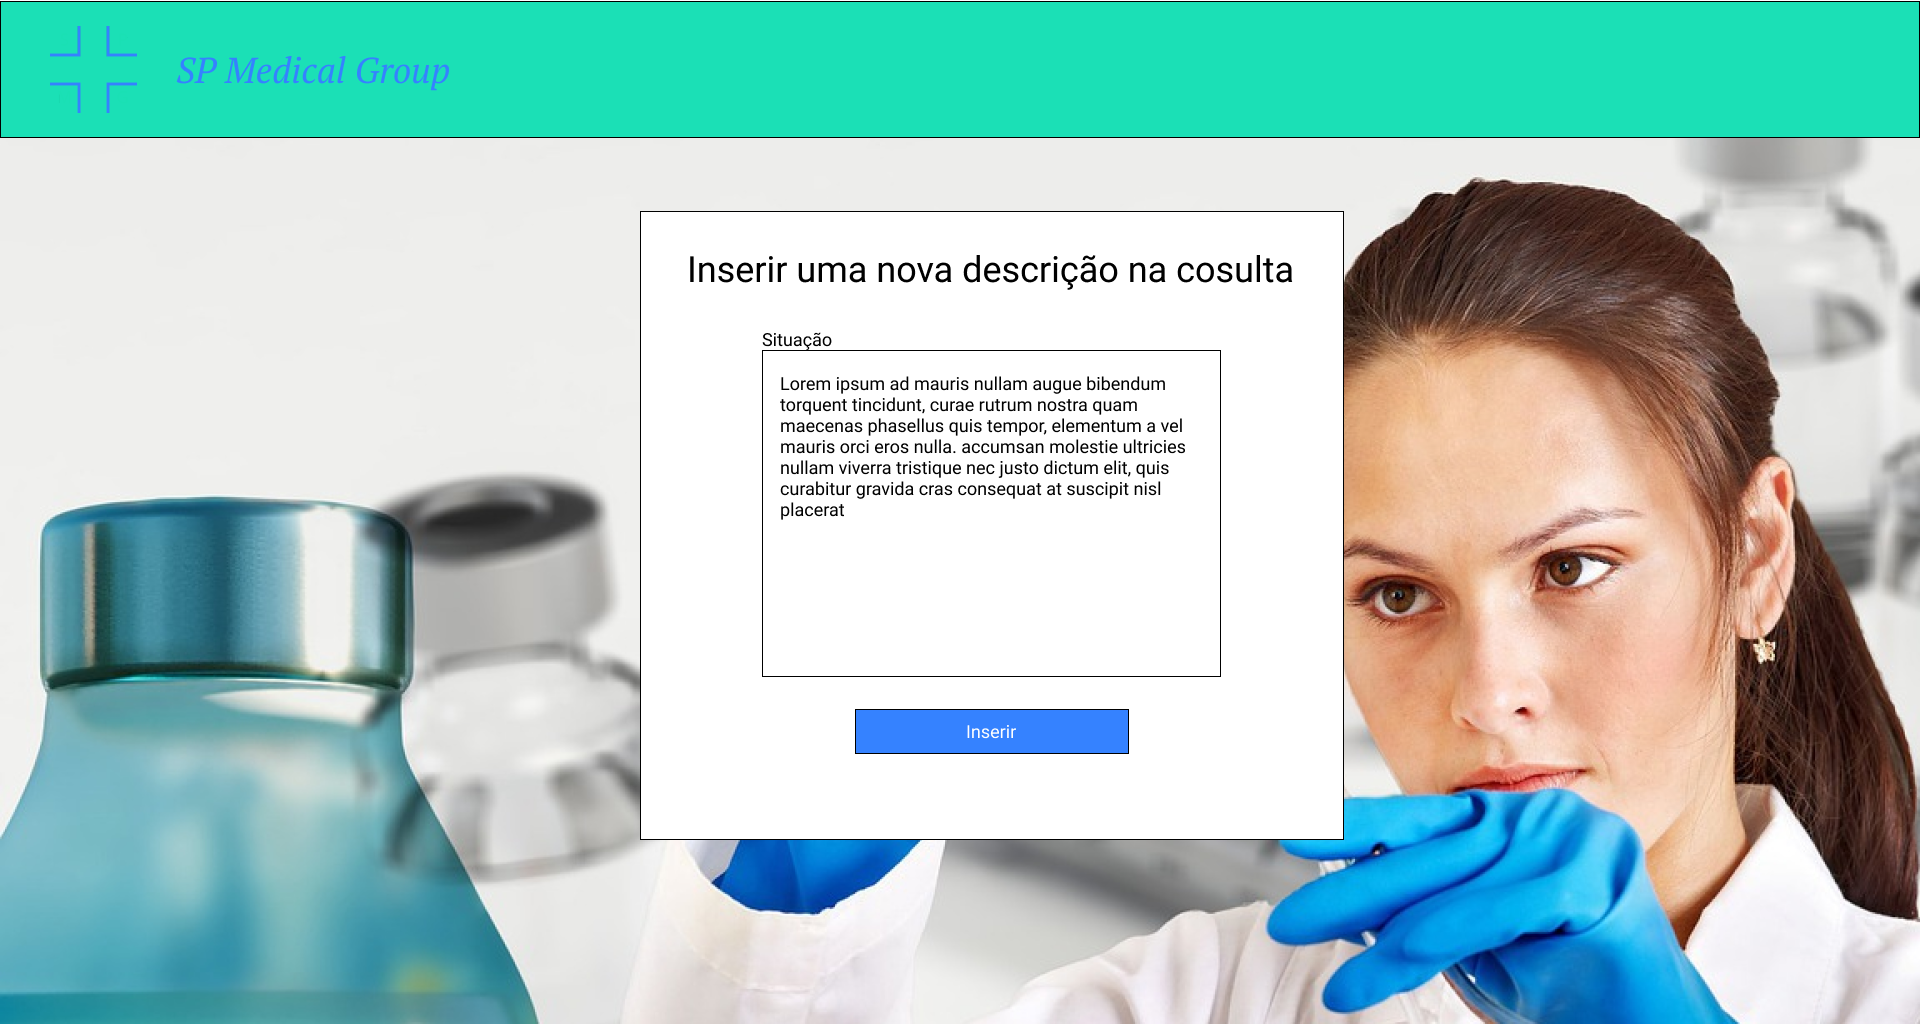 SP Medical Group
Inserir uma nova descrição na cosulta
Situação
Lorem ipsum ad mauris nullam augue bibendum
torquent tincidunt, curae rutrum nostra quam
maecenas phasellus quis tempor, elementum a vel
mauris orci eros nulla. accumsan molestie ultricies
nullam viverra tristique nec justo dictum elit, quis
curabitur gravida cras consequat at suscipit nisl
placerat
Inserir